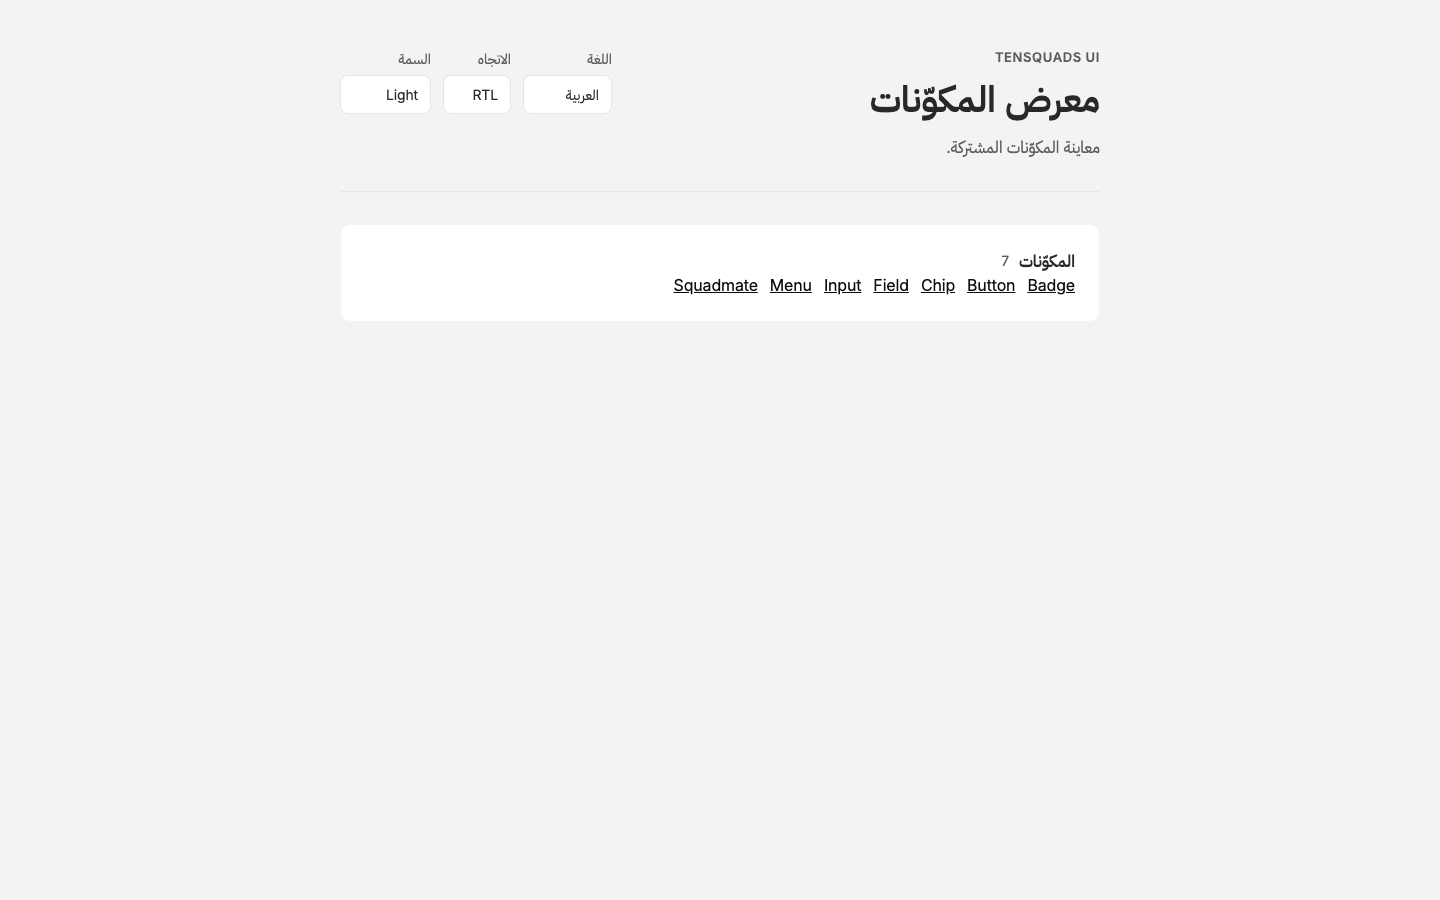 TENSQUADS UI
معرض المكوّنات
معاينة المكوّنات المشتركة.
اللغة
العربية
الاتجاه
RTL
السمة
Light
المكوّنات 7
Badge Button Chip Field Input Menu Squadmate